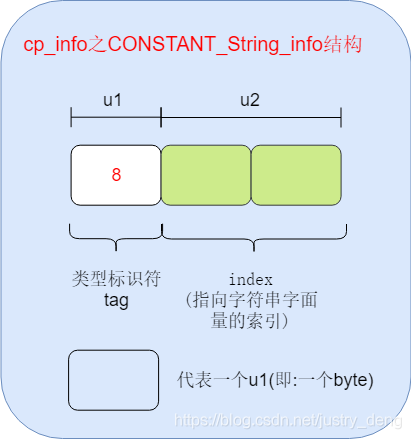 cp_info之CONSTANT_String_info结构
u1 u2
8
类型标识符 index
tag (指向字符串字面
量的索引)
代表一个u1(即:一个byte)
https://blog.csdn.net/justry_deng